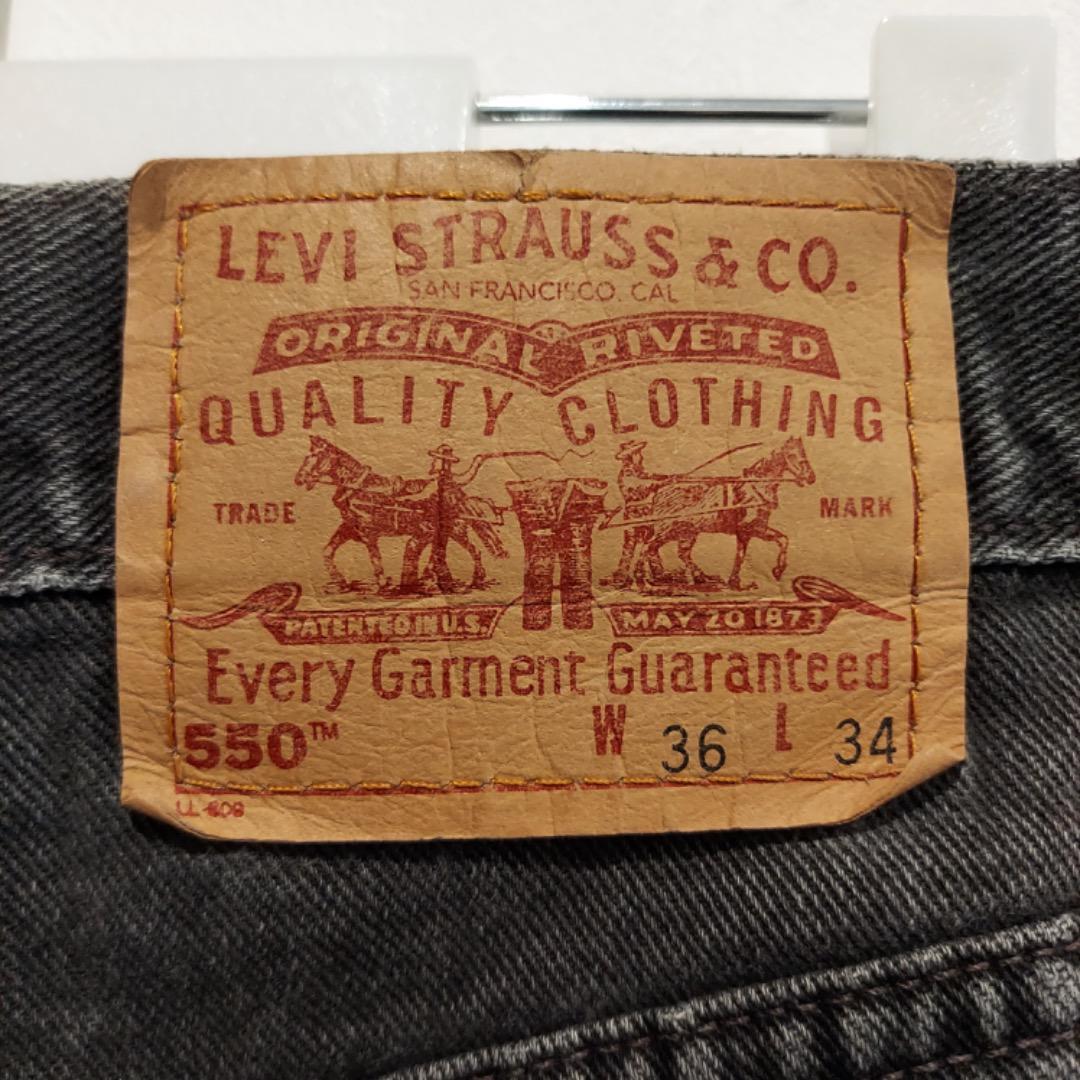 LEVI STRAUSS & CO.
SAN FRANCISCO, CAL
ORIGINAL RIVETED
QUALITY CLOTHING
TRADE MARK
PATENTED IN U.S. MAY 20 1873
Every Garment Guaranteed
550™ W 36 L 34
LL